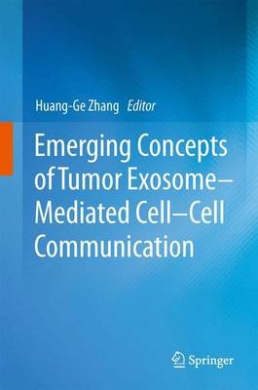 Huang-Ge Zhang Editor
Emerging Concepts
of Tumor Exosome–
Mediated Cell–Cell
Communication
Springer